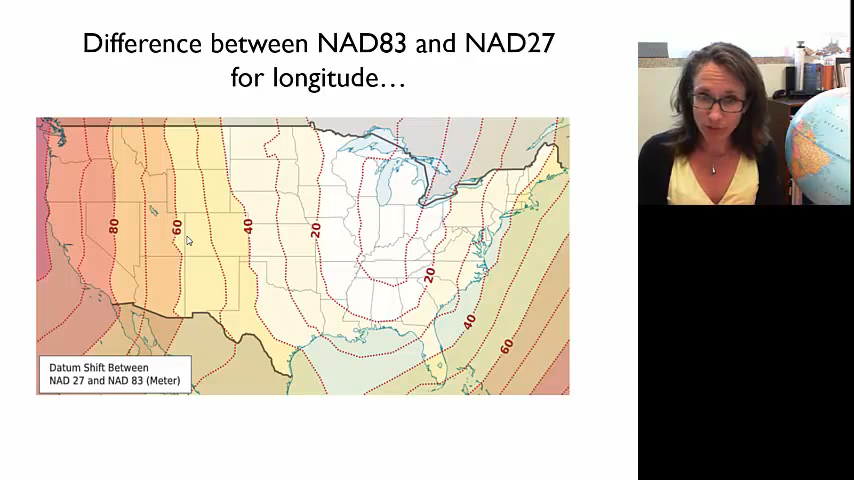 Difference between NAD83 and NAD27
for longitude...
80
60
40
20
20
40
60
Datum Shift Between
NAD 27 and NAD 83 (Meter)